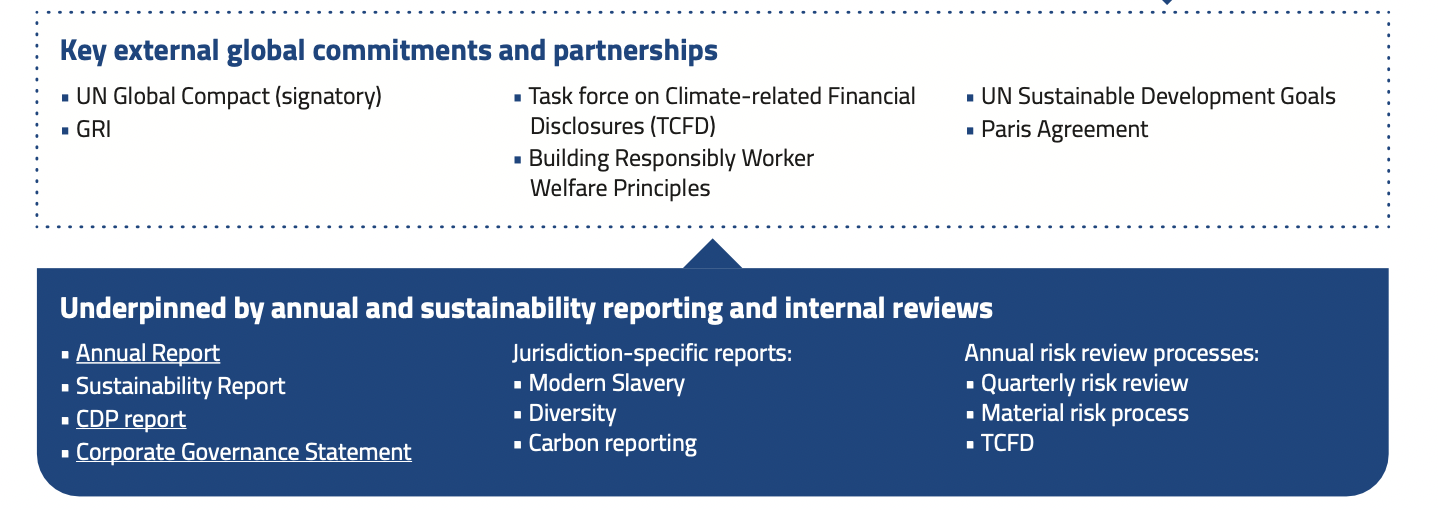 Key external global commitments and partnerships
▪ UN Global Compact (signatory)
▪ GRI
▪ Task force on Climate-related Financial
Disclosures (TCFD)
▪ Building Responsibly Worker
Welfare Principles
▪ UN Sustainable Development Goals
▪ Paris Agreement
Underpinned by annual and sustainability reporting and internal reviews
▪ Annual Report
▪ Sustainability Report
▪ CDP report
▪ Corporate Governance Statement
Jurisdiction-specific reports:
▪ Modern Slavery
▪ Diversity
▪ Carbon reporting
Annual risk review processes:
▪ Quarterly risk review
▪ Material risk process
▪ TCFD